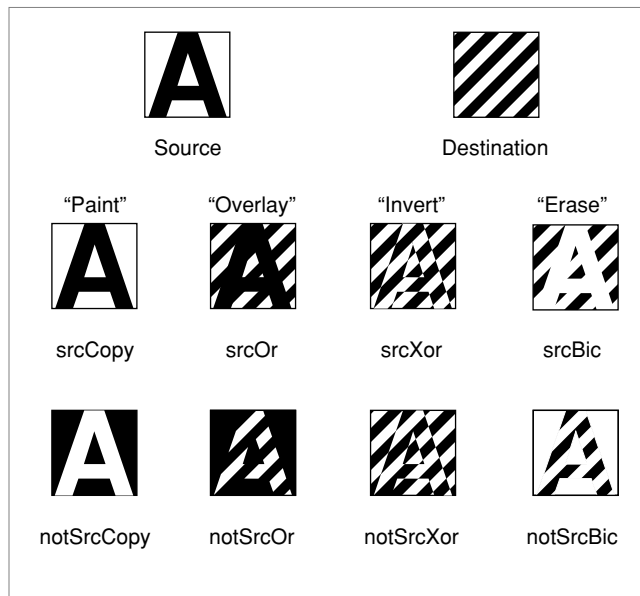 Source Destination
“Paint” “Overlay” “Invert” “Erase”
srcCopy srcOr srcXor srcBic
notSrcCopy notSrcOr notSrcXor notSrcBic